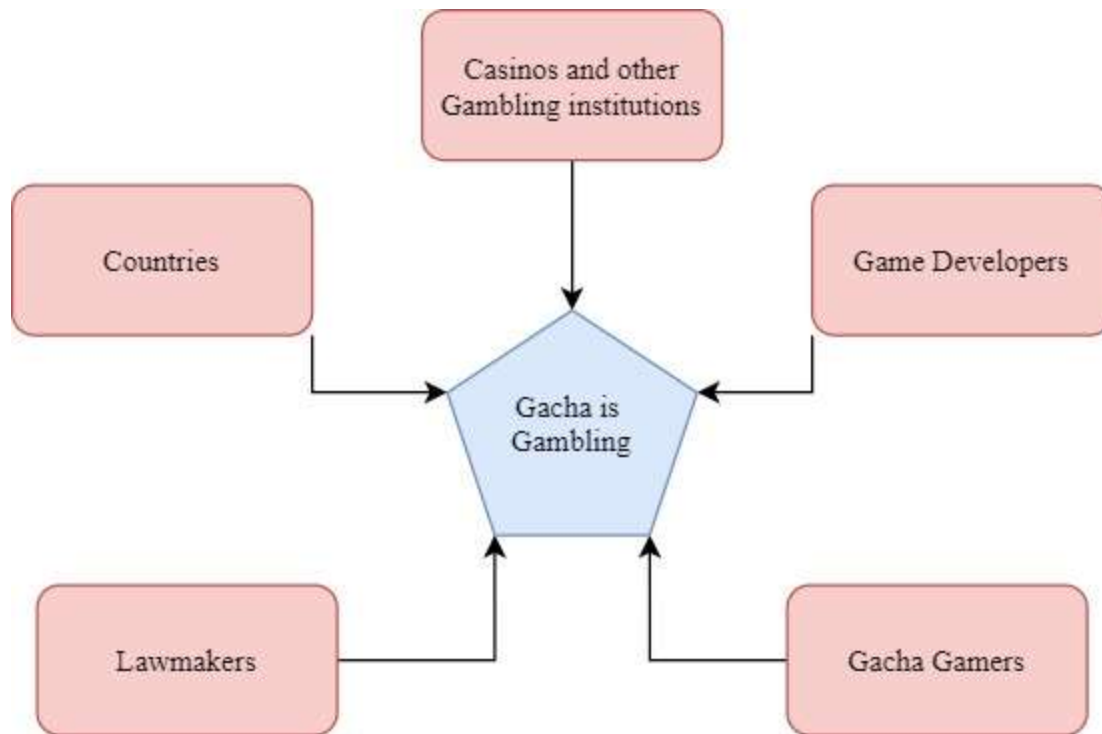 Casinos and other
Gambling institutions
Countries
Game Developers
Gacha is
Gambling
Lawmakers
Gacha Gamers